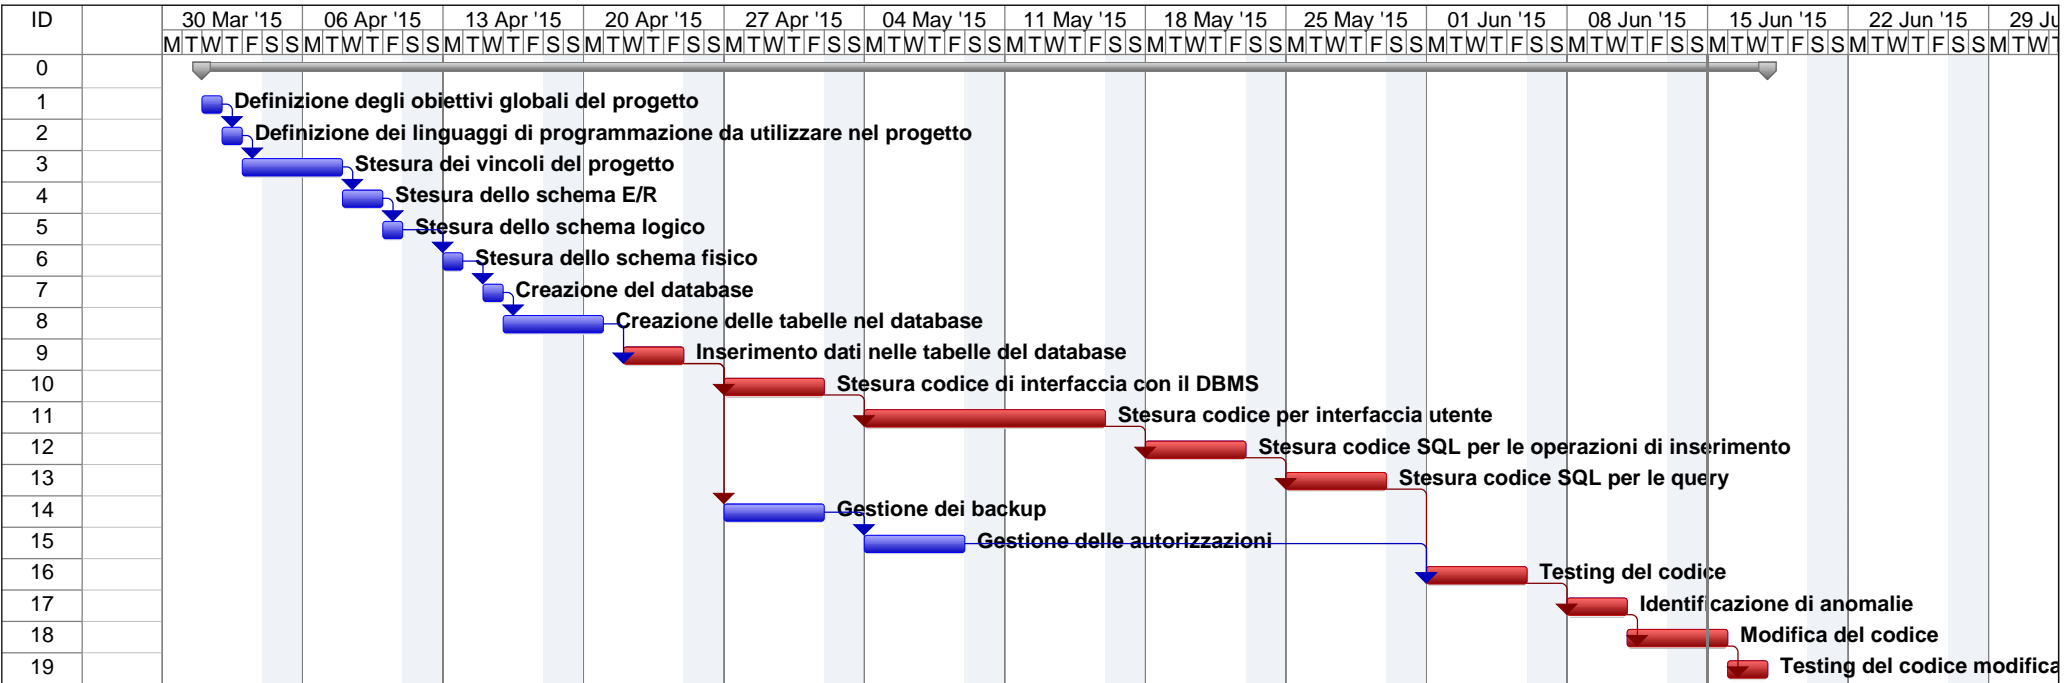 ID 30 Mar '15 06 Apr '15 13 Apr '15 20 Apr '15 27 Apr '15 04 May '15 11 May '15 18 May '15 25 May '15 01 Jun '15 08 Jun '15 15 Jun '15 22 Jun '15 29 Ju
M T W T F S S M T W T F S S M T W T F S S M T W T F S S M T W T F S S M T W T F S S M T W T F S S M T W T F S S M T W T F S S M T W T F S S M T W T F S S M T W T F S S M T W T F S S M T W T
0
1 Definizione degli obiettivi globali del progetto
2 Definizione dei linguaggi di programmazione da utilizzare nel progetto
3 Stesura dei vincoli del progetto
4 Stesura dello schema E/R
5 Stesura dello schema logico
6 Stesura dello schema fisico
7 Creazione del database
8 Creazione delle tabelle nel database
9 Inserimento dati nelle tabelle del database
10 Stesura codice di interfaccia con il DBMS
11 Stesura codice per interfaccia utente
12 Stesura codice SQL per le operazioni di inserimento
13 Stesura codice SQL per le query
14 Gestione dei backup
15 Gestione delle autorizzazioni
16 Testing del codice
17 Identificazione di anomalie
18 Modifica del codice
19 Testing del codice modifica